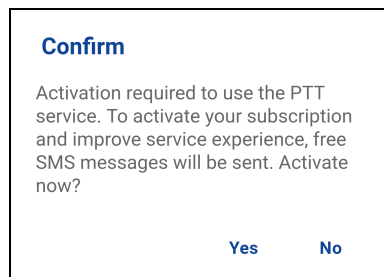 Confirm
Activation required to use the PTT
service. To activate your subscription
and improve service experience, free
SMS messages will be sent. Activate
now?
Yes No